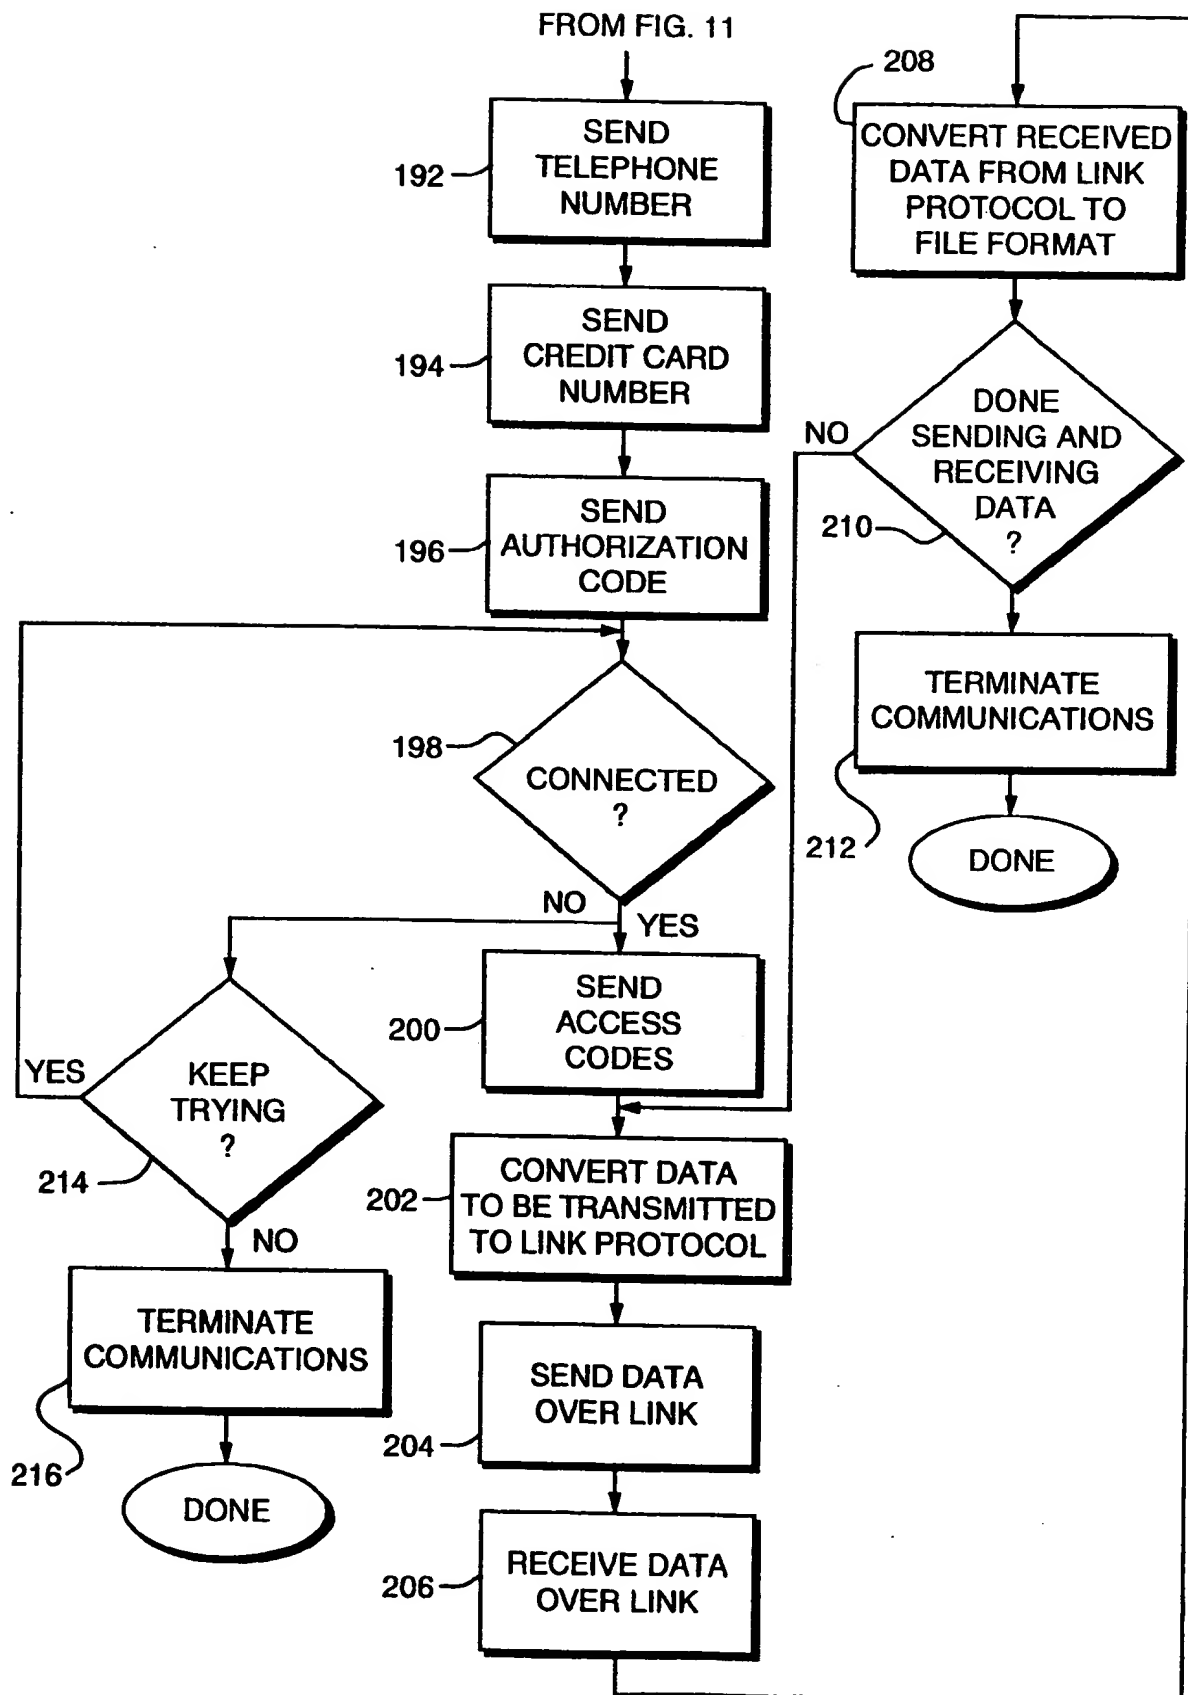 FROM FIG. 11
192
SEND
TELEPHONE
NUMBER
194
SEND
CREDIT CARD
NUMBER
196
SEND
AUTHORIZATION
CODE
198
CONNECTED
?
NO
YES
200
SEND
ACCESS
CODES
YES
KEEP
TRYING
?
214
NO
TERMINATE
COMMUNICATIONS
216
DONE
202
CONVERT DATA
TO BE TRANSMITTED
TO LINK PROTOCOL
204
SEND DATA
OVER LINK
206
RECEIVE DATA
OVER LINK
208
CONVERT RECEIVED
DATA FROM LINK
PROTOCOL TO
FILE FORMAT
NO
DONE
SENDING AND
RECEIVING
DATA
?
210
TERMINATE
COMMUNICATIONS
212
DONE